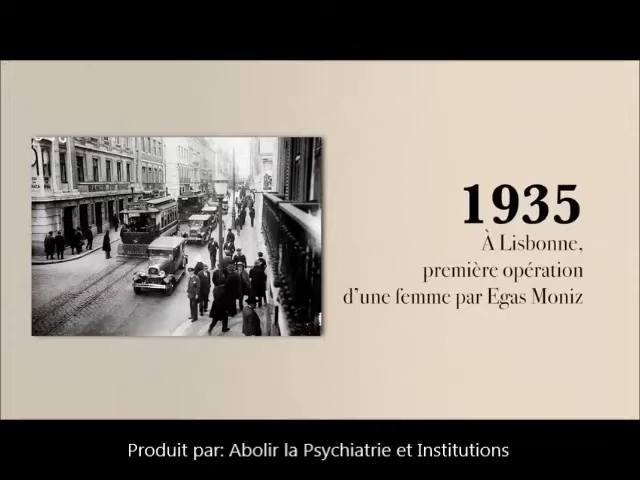 1935
À Lisbonne,
première opération
d'une femme par Egas Moniz
Produit par: Abolir la Psychiatrie et Institutions